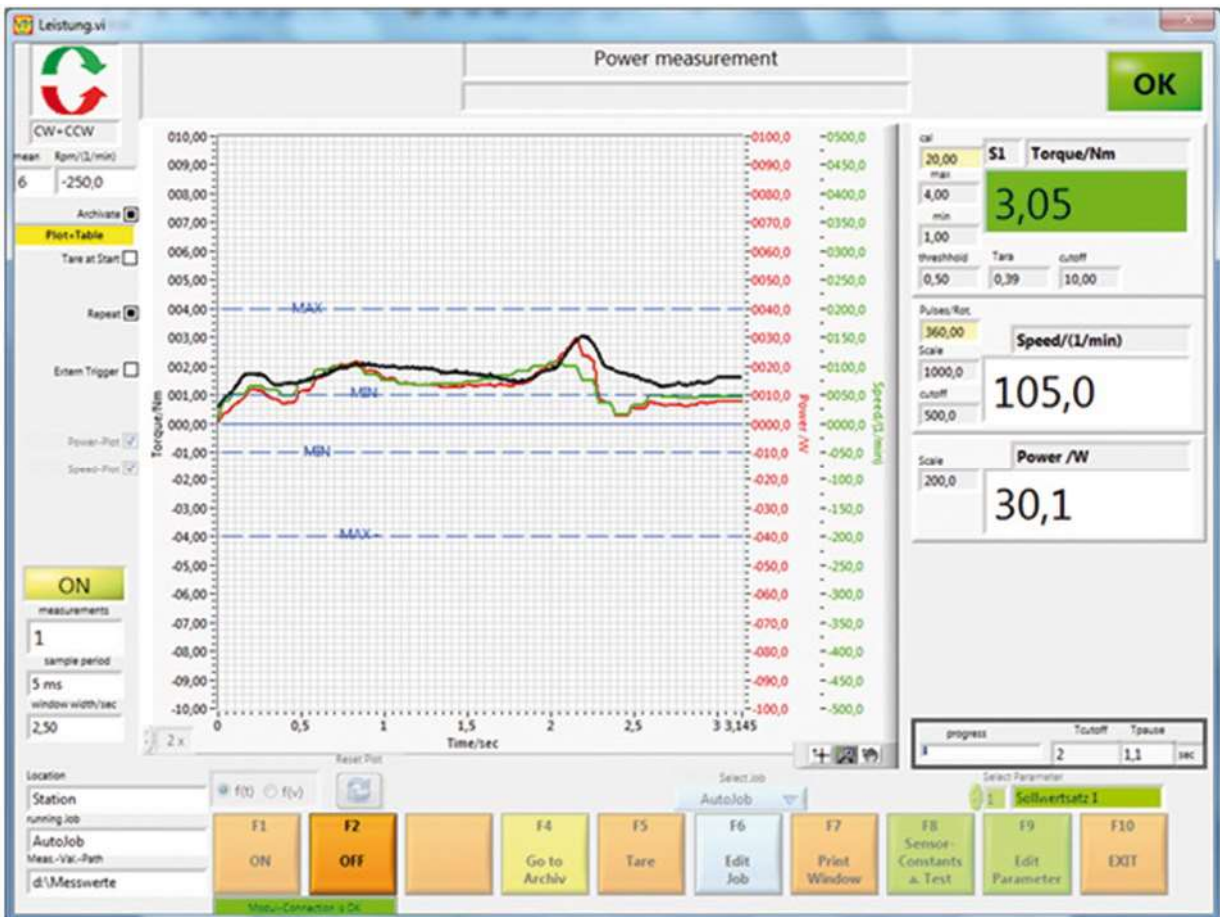 Leistung.vi
Power measurement
OK
CW+CCW
mean Rpm/(1/min)
6 -250,0
Archivate
Plot+Table
Tare at Start
Repeat
Extern Trigger
Power-Plot
Speed-Plot
ON
measurements
1
sample period
5 ms
window width/sec
2,50
Torque/Nm
010,00
009,00
008,00
007,00
006,00
005,00
004,00
003,00
002,00
001,00
000,00
-01,00
-02,00
-03,00
-04,00
-05,00
-06,00
-07,00
-08,00
-09,00
-10,00
MAX
MIN
MIN
MAX -
0 0,5 1 1,5 2 2,5 3 3,145
Time/sec
2 x
Power /W
0100,0
0090,0
0080,0
0070,0
0060,0
0050,0
0040,0
0030,0
0020,0
0010,0
0000,0
-010,0
-020,0
-030,0
-040,0
-050,0
-060,0
-070,0
-080,0
-090,0
-100,0
Speed/(1/min)
0500,0
0450,0
0400,0
0350,0
0300,0
0250,0
0200,0
0150,0
0100,0
0050,0
0000,0
-050,0
-100,0
-150,0
-200,0
-250,0
-300,0
-350,0
-400,0
-450,0
-500,0
cal
20,00
S1 Torque/Nm
max
4,00
3,05
min
1,00
threshhold Tara cutoff
0,50 0,39 10,00
Pulses/Rot.
360,00
Speed/(1/min)
Scale
1000,0
105,0
cutoff
500,0
Scale
200,0
Power /W
30,1
progress Tcutoff Tpause
2 1,1 sec
Location
Station
running Job
AutoJob
Meas.-Val.-Path
d:\Messwerte
Reset Plot
f(t) f(v)
Select Job
AutoJob
Select Parameter
1 Sollwertsatz 1
F1
ON
F2
OFF
F4
Go to
Archiv
F5
Tare
F6
Edit
Job
F7
Print
Window
F8
Sensor-
Constants
a. Test
F9
Edit
Parameter
F10
EXIT
Modul-Connection is OK